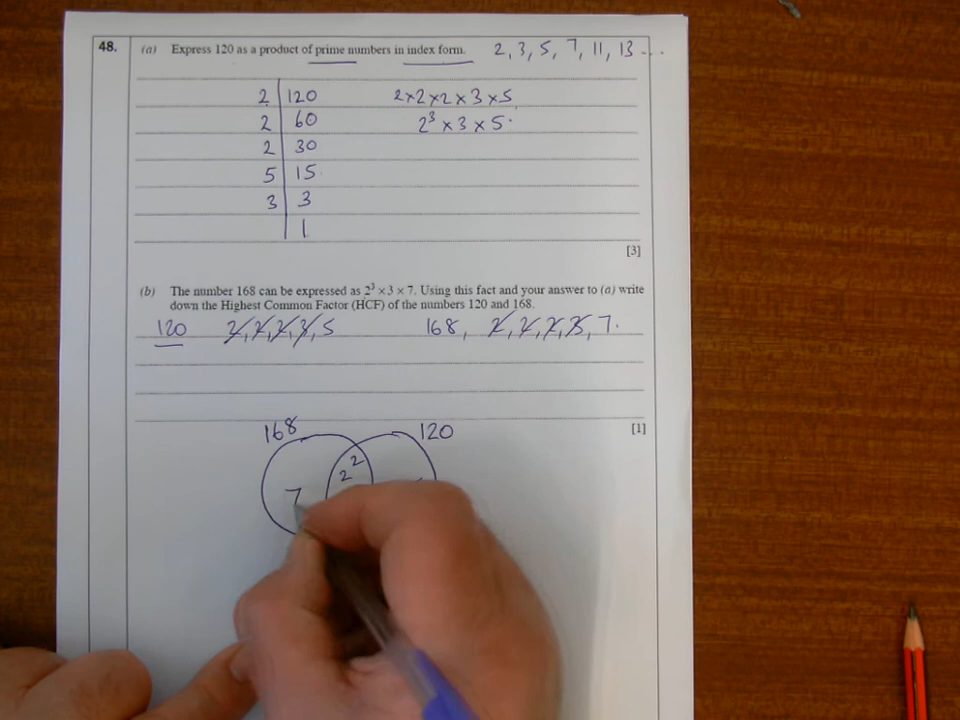 48. (a) Express 120 as a product of prime numbers in index form. 2, 3, 5, 7, 11, 13 ...
2 120 2×2×2×3×5
2 60 2³ × 3 × 5.
2 30
5 15
3 3
1
[3]
(b) The number 168 can be expressed as 2³ × 3 × 7. Using this fact and your answer to (a) write
down the Highest Common Factor (HCF) of the numbers 120 and 168.
120 2, 2, 2, 3, 5 168, 2, 2, 2, 3, 7.
[1]
168 120
2
2
7